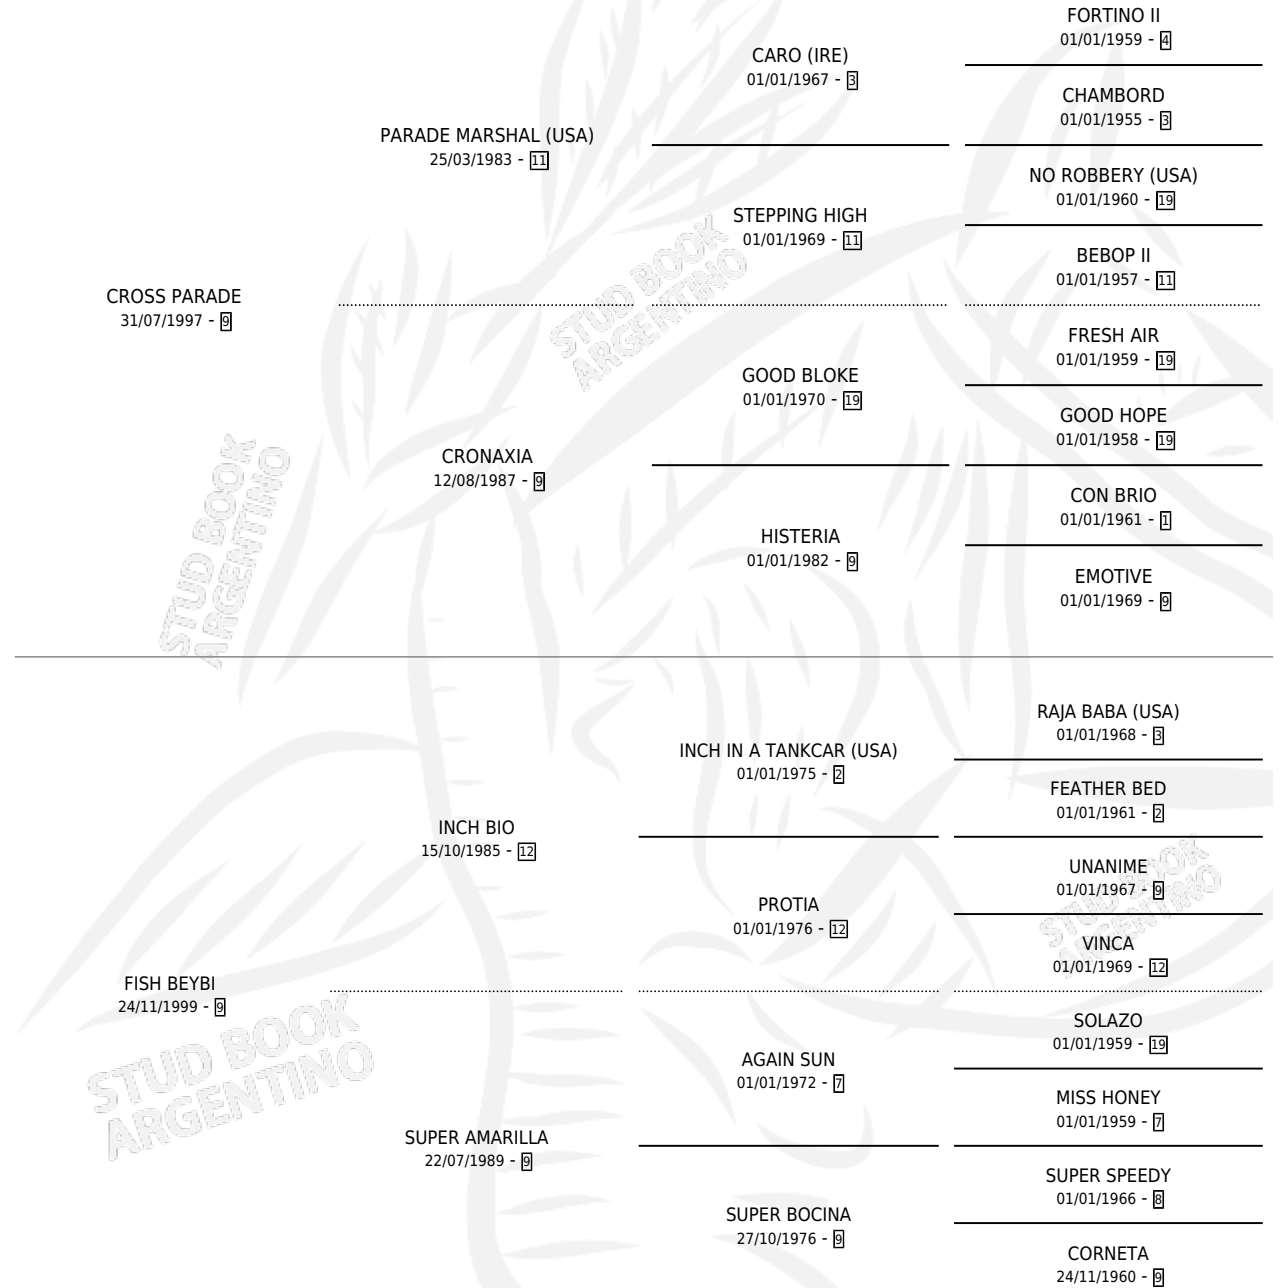 FORTINO II
01/01/1959 - 4
CARO (IRE)
01/01/1967 - 3
CHAMBORD
01/01/1955 - 3
PARADE MARSHAL (USA)
25/03/1983 - 11
NO ROBBERY (USA)
01/01/1960 - 19
STEPPING HIGH
01/01/1969 - 11
BEBOP II
01/01/1957 - 11
CROSS PARADE
31/07/1997 - 9
FRESH AIR
01/01/1959 - 19
GOOD BLOKE
01/01/1970 - 19
GOOD HOPE
01/01/1958 - 19
CRONAXIA
12/08/1987 - 9
CON BRIO
01/01/1961 - 1
HISTERIA
01/01/1982 - 9
EMOTIVE
01/01/1969 - 9
STUD BOOK
ARGENTINO
STUD BOOK
ARGENTINO
RAJA BABA (USA)
01/01/1968 - 3
INCH IN A TANKCAR (USA)
01/01/1975 - 2
FEATHER BED
01/01/1961 - 2
INCH BIO
15/10/1985 - 12
UNANIME
01/01/1967 - 9
PROTIA
01/01/1976 - 12
VINCA
01/01/1969 - 12
FISH BEYBI
24/11/1999 - 9
SOLAZO
01/01/1959 - 19
AGAIN SUN
01/01/1972 - 7
MISS HONEY
01/01/1959 - 7
SUPER AMARILLA
22/07/1989 - 9
SUPER SPEEDY
01/01/1966 - 8
SUPER BOCINA
27/10/1976 - 9
CORNETA
24/11/1960 - 9
STUD BOOK
ARGENTINO
STUD BOOK
ARGENTINO